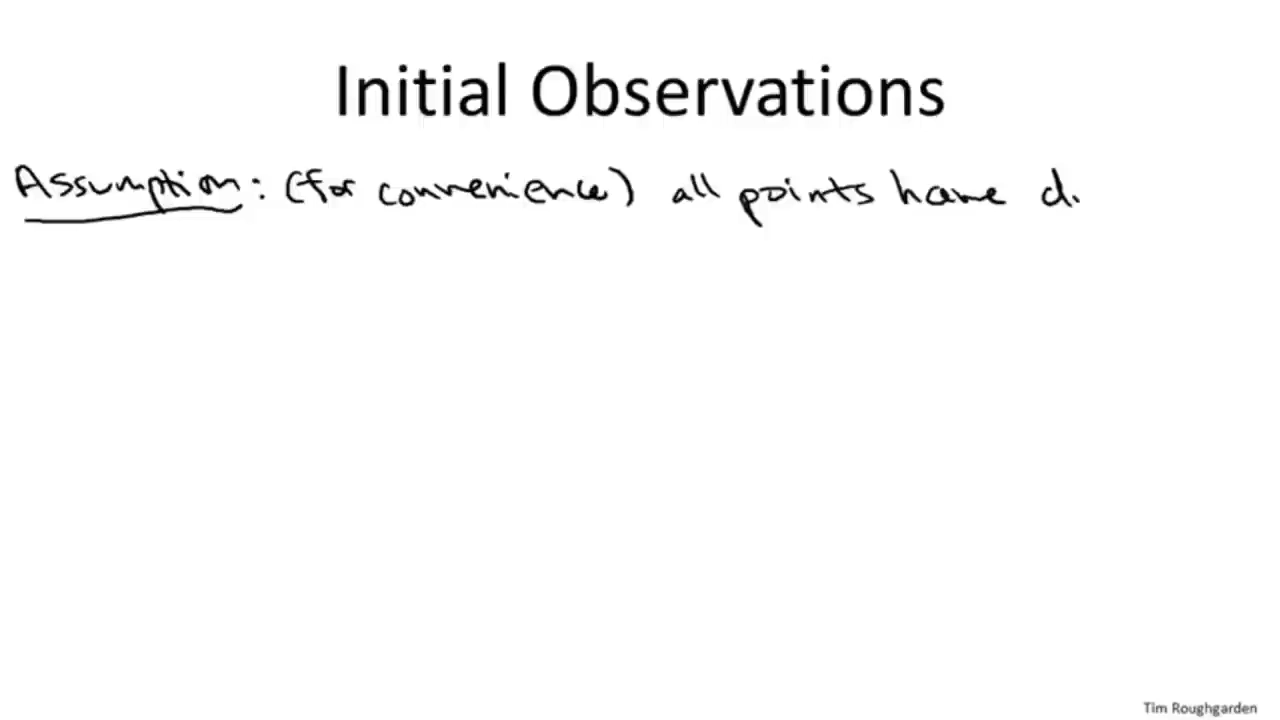 Initial Observations
Assumption: (for convenience) all points have d.
Tim Roughgarden